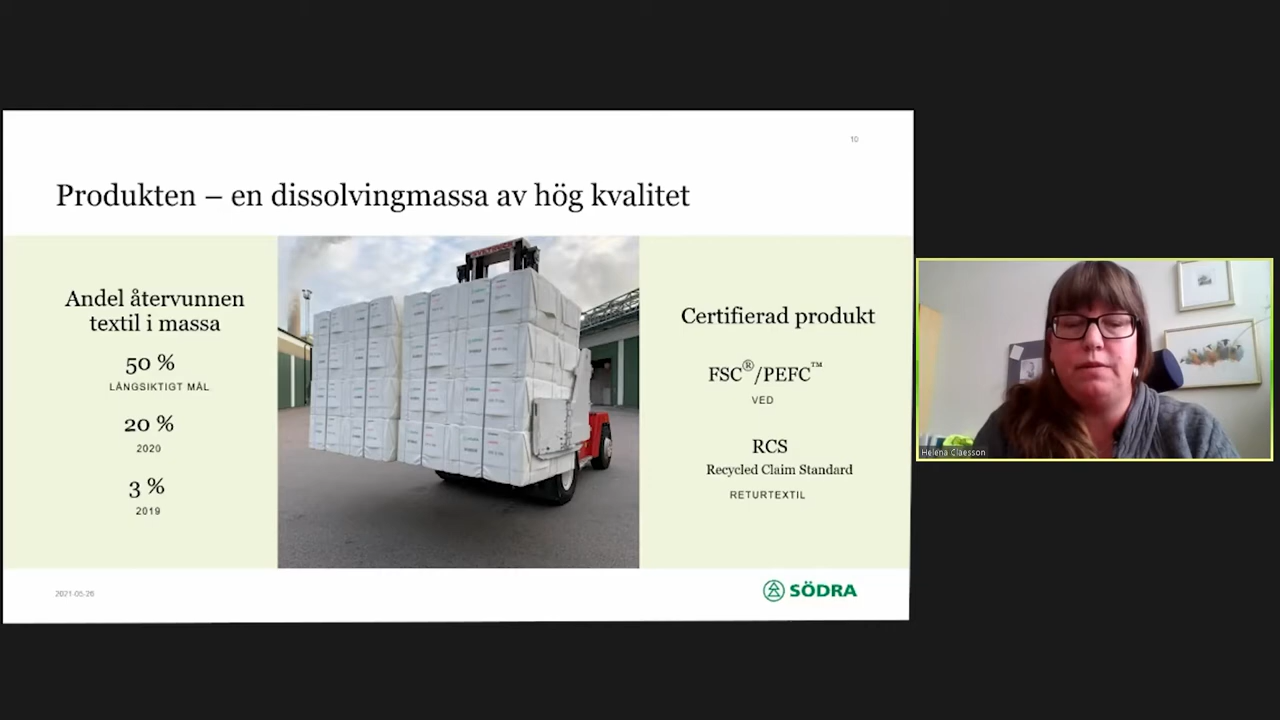 10
Produkten – en dissolvingmassa av hög kvalitet
Andel återvunnen
textil i massa
50 %
LÅNGSIKTIGT MÅL
20 %
2020
3 %
2019
Certifierad produkt
FSC®/PEFC™
VED
RCS
Recycled Claim Standard
RETURTEXTIL
2021-05-26
SÖDRA
Helena Claesson